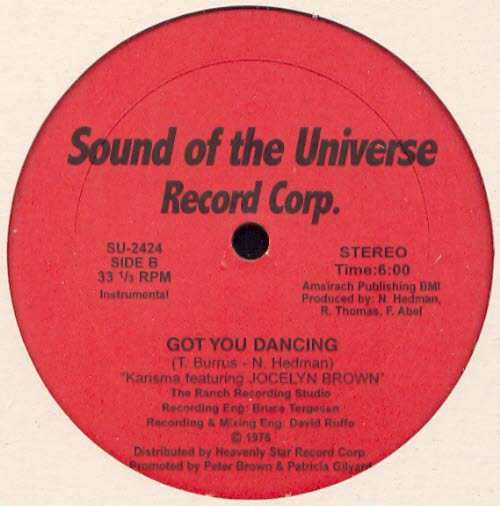 Sound of the Universe
Record Corp.
SU-2424
SIDE B
33 1/3 RPM
Instrumental
STEREO
Time:6:00
Amsirach Publishing BMI
Produced by: N. Hedman,
R. Thomas, F. Abel
GOT YOU DANCING
(T. Burrus - N. Hedman)
"Karisma featuring JOCELYN BROWN"
The Ranch Recording Studio
Recording Eng: Bruce Tergesen
Recording & Mixing Eng: David Ruffo
© 1976
Distributed by Heavenly Star Record Corp.
Promoted by Peter Brown & Patricia Gilyard